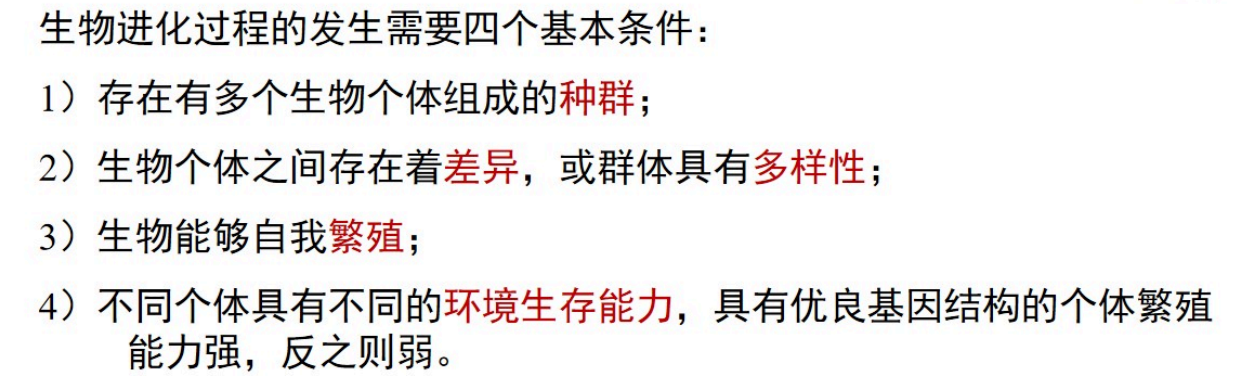 生物进化过程的发生需要四个基本条件：
1）存在有多个生物个体组成的种群；
2）生物个体之间存在着差异，或群体具有多样性；
3）生物能够自我繁殖；
4）不同个体具有不同的环境生存能力，具有优良基因结构的个体繁殖
能力强，反之则弱。